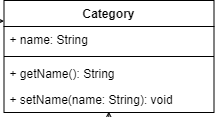 Category
+ name: String
+ getName(): String
+ setName(name: String): void